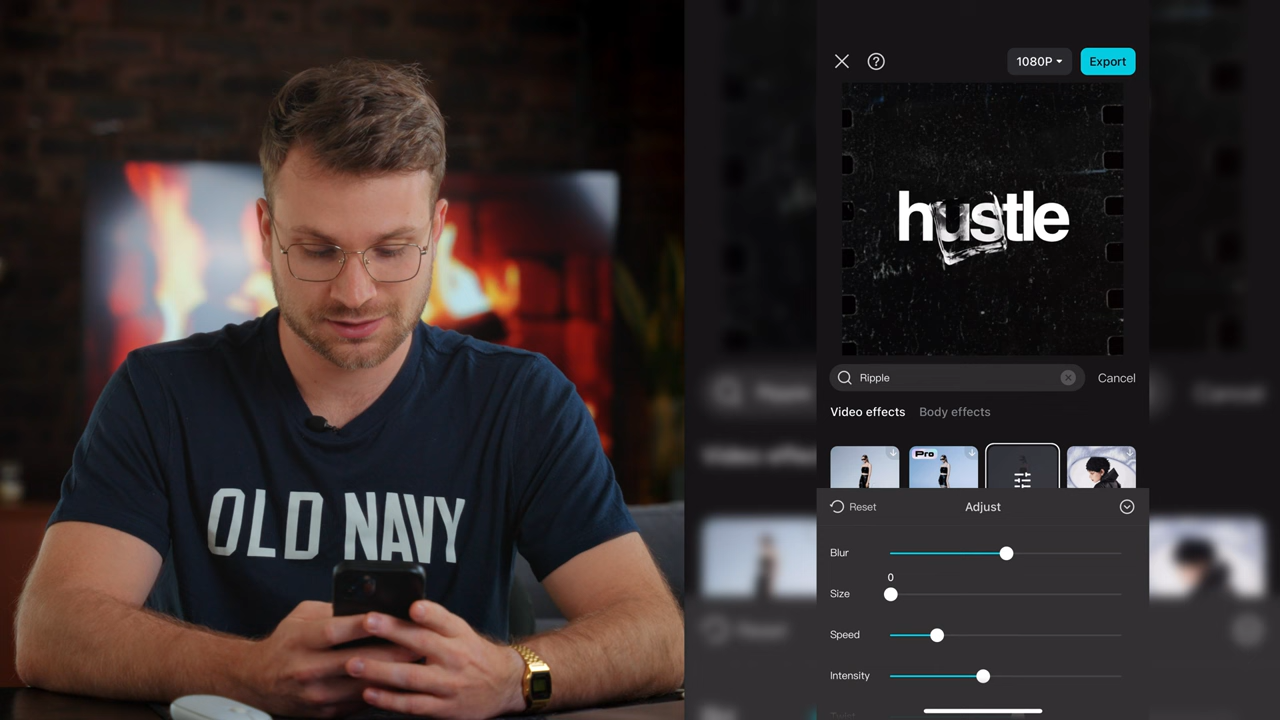 OLD NAVY
1080P
Export
hustle
Ripple
Cancel
Video effects
Body effects
Pro
Reset
Adjust
Blur
0
Size
Speed
Intensity